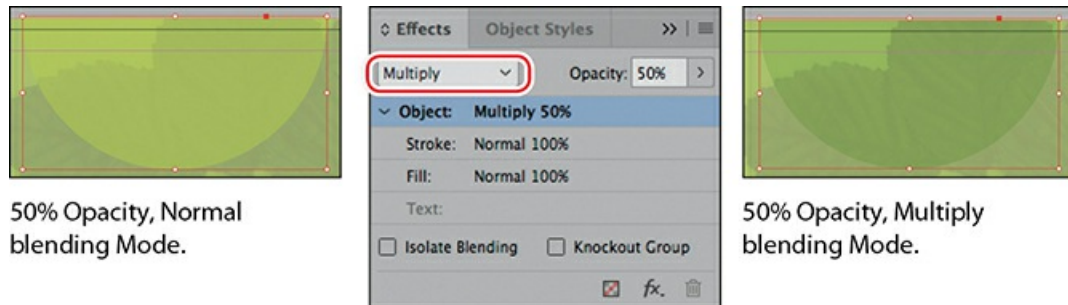 Effects Object Styles
Multiply Opacity: 50%
Object: Multiply 50%
Stroke: Normal 100%
Fill: Normal 100%
Text:
Isolate Blending Knockout Group
fx.
50% Opacity, Normal
blending Mode.
50% Opacity, Multiply
blending Mode.